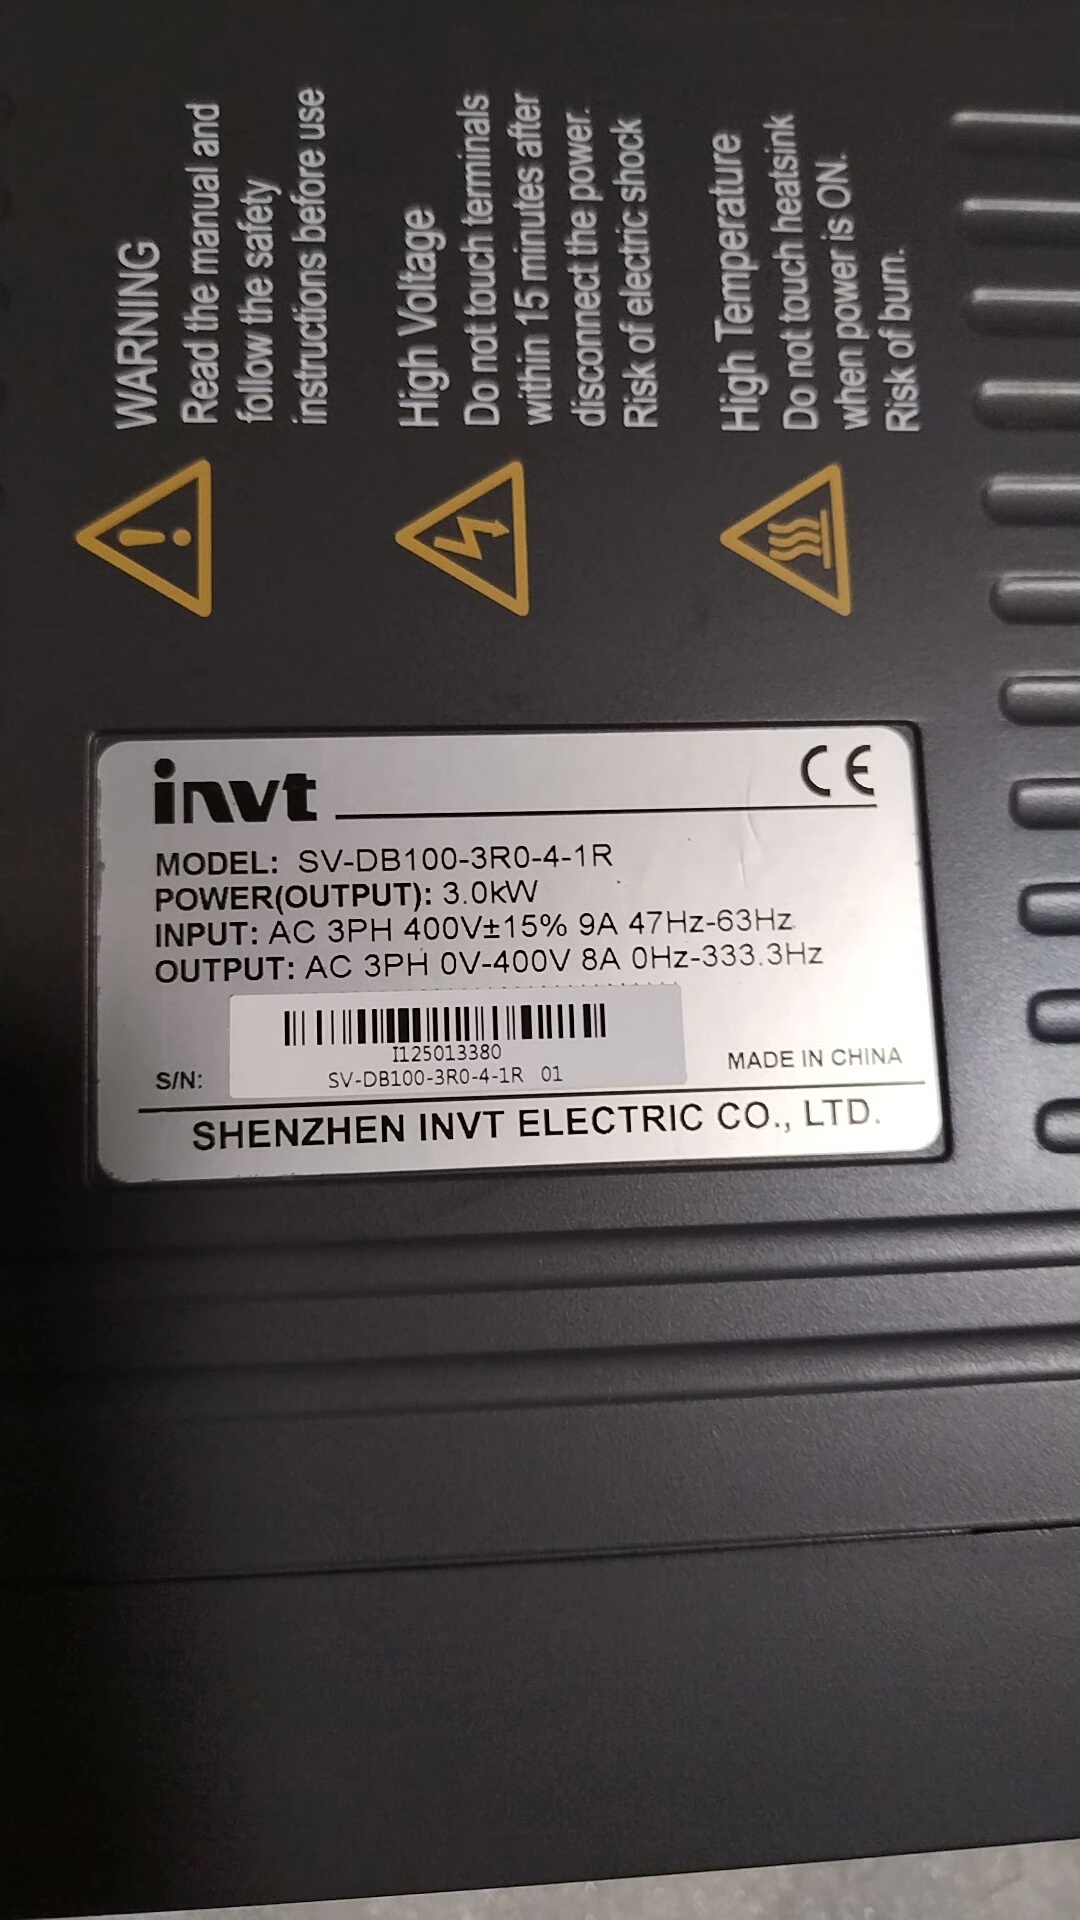 WARNING
Read the manual and
follow the safety
instructions before use
High Voltage
Do not touch terminals
within 15 minutes after
disconnect the power.
Risk of electric shock
High Temperature
Do not touch heatsink
when power is ON.
Risk of burn.
invt
CE
MODEL: SV-DB100-3R0-4-1R
POWER(OUTPUT): 3.0kW
INPUT: AC 3PH 400V±15% 9A 47Hz-63Hz
OUTPUT: AC 3PH 0V-400V 8A 0Hz-333.3Hz
I125013380
S/N:
SV-DB100-3R0-4-1R 01
MADE IN CHINA
SHENZHEN INVT ELECTRIC CO., LTD.